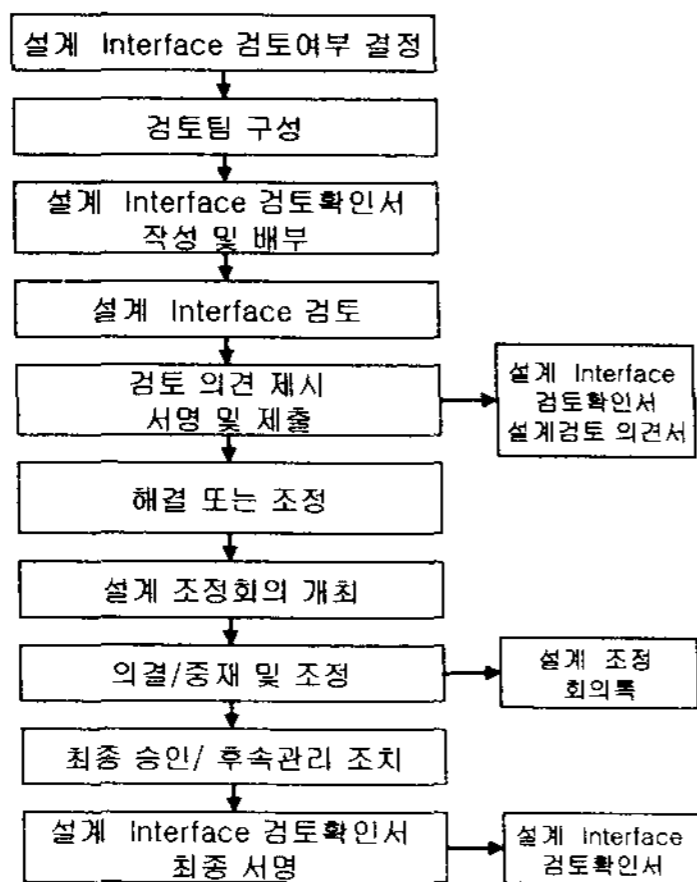 설계 Interface 검토여부 결정
검토팀 구성
설계 Interface 검토확인서
작성 및 배부
설계 Interface 검토
검토 의견 제시
서명 및 제출
설계 Interface
검토확인서
설계검토 의견서
해결 또는 조정
설계 조정회의 개최
의결/중재 및 조정
설계 조정
회의록
최종 승인/ 후속관리 조치
설계 Interface 검토확인서
최종 서명
설계 Interface
검토확인서